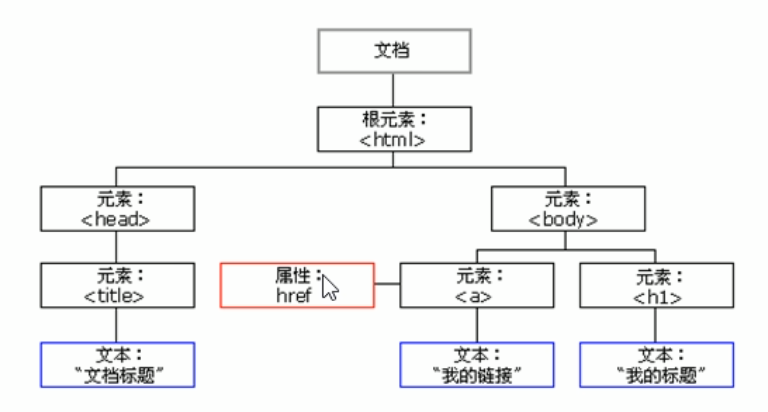 文档
根元素：
<html>
元素：
<head>
元素：
<body>
元素：
<title>
属性：
href
元素：
<a>
元素：
<h1>
文本：
"文档标题"
文本：
"我的链接"
文本：
"我的标题"